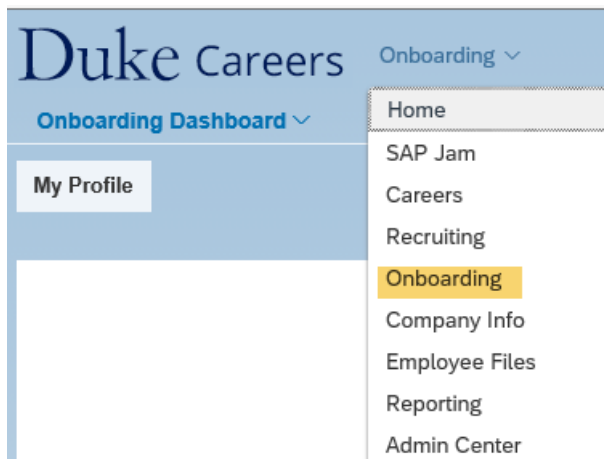 Duke Careers
Onboarding
Onboarding Dashboard
My Profile
Home
SAP Jam
Careers
Recruiting
Onboarding
Company Info
Employee Files
Reporting
Admin Center